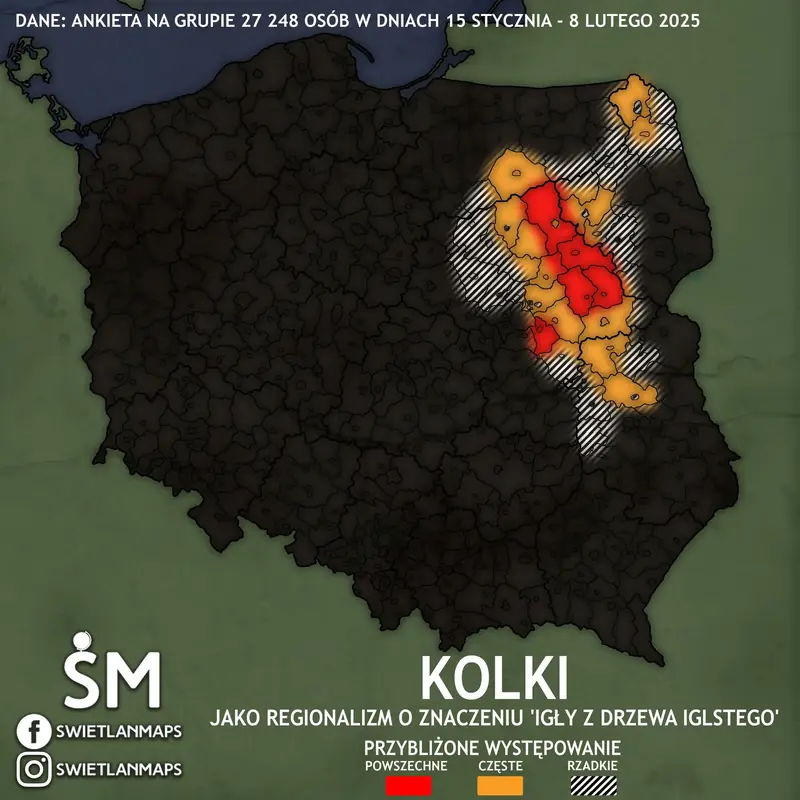 DANE: ANKIETA NA GRUPIE 27 248 OSÓB W DNIACH 15 STYCZNIA - 8 LUTEGO 2025
ŚM
SWIETLANMAPS
SWIETLANMAPS
KOLKI
JAKO REGIONALIZM O ZNACZENIU 'IGŁY Z DRZEWA IGLSTEGO'
PRZYBLIŻONE WYSTĘPOWANIE
POWSZECHNE CZĘSTE RZADKIE